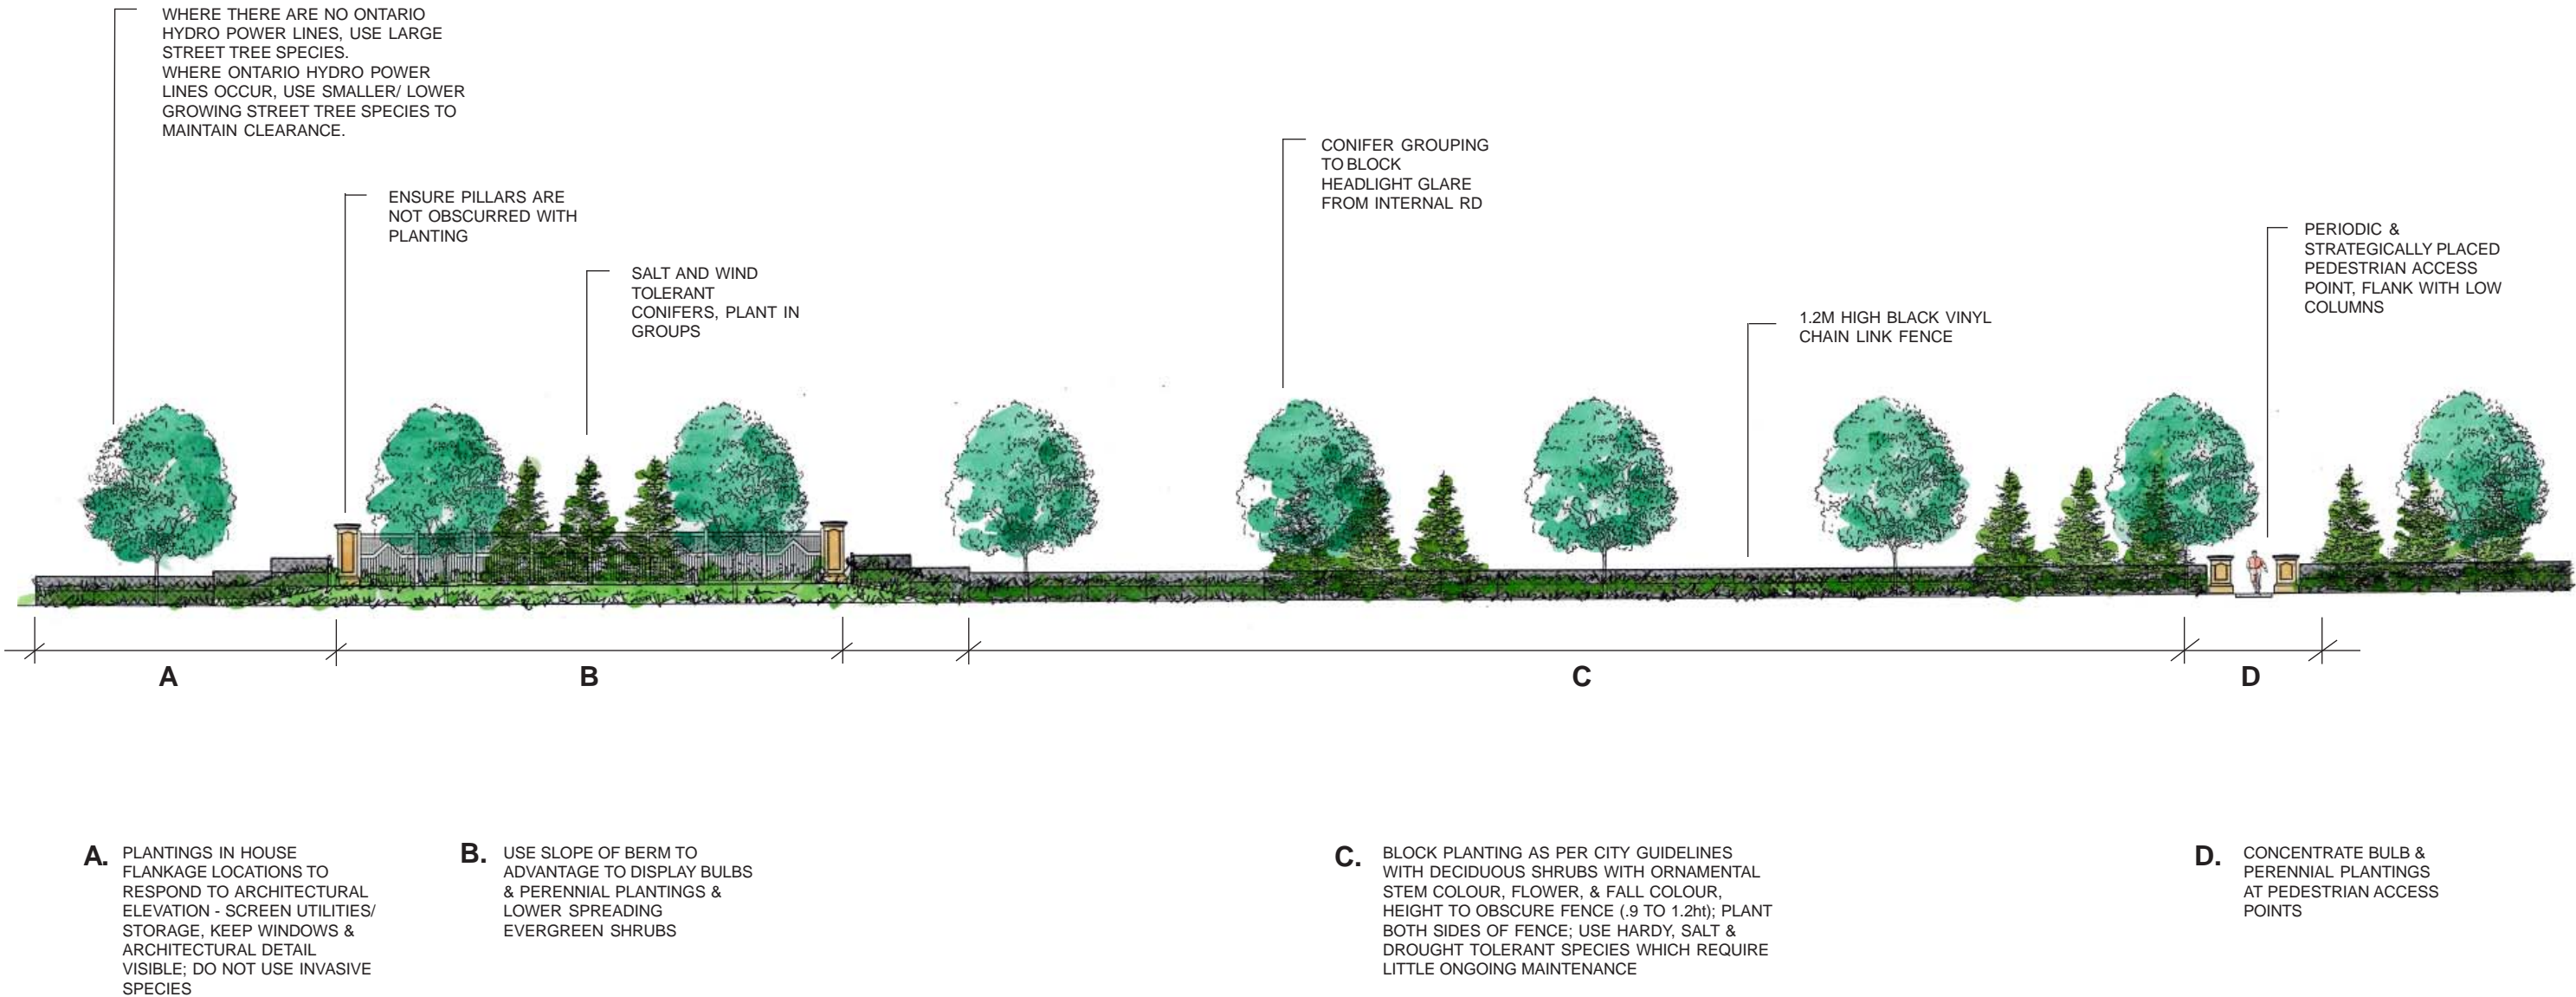 WHERE THERE ARE NO ONTARIO
HYDRO POWER LINES, USE LARGE
STREET TREE SPECIES.
WHERE ONTARIO HYDRO POWER
LINES OCCUR, USE SMALLER/ LOWER
GROWING STREET TREE SPECIES TO
MAINTAIN CLEARANCE.
ENSURE PILLARS ARE
NOT OBSCURRED WITH
PLANTING
SALT AND WIND
TOLERANT
CONIFERS, PLANT IN
GROUPS
CONIFER GROUPING
TO BLOCK
HEADLIGHT GLARE
FROM INTERNAL RD
1.2M HIGH BLACK VINYL
CHAIN LINK FENCE
PERIODIC &
STRATEGICALLY PLACED
PEDESTRIAN ACCESS
POINT, FLANK WITH LOW
COLUMNS
A
B
C
D
A. PLANTINGS IN HOUSE
FLANKAGE LOCATIONS TO
RESPOND TO ARCHITECTURAL
ELEVATION - SCREEN UTILITIES/
STORAGE, KEEP WINDOWS &
ARCHITECTURAL DETAIL
VISIBLE; DO NOT USE INVASIVE
SPECIES
B. USE SLOPE OF BERM TO
ADVANTAGE TO DISPLAY BULBS
& PERENNIAL PLANTINGS &
LOWER SPREADING
EVERGREEN SHRUBS
C. BLOCK PLANTING AS PER CITY GUIDELINES
WITH DECIDUOUS SHRUBS WITH ORNAMENTAL
STEM COLOUR, FLOWER, & FALL COLOUR,
HEIGHT TO OBSCURE FENCE (.9 TO 1.2ht); PLANT
BOTH SIDES OF FENCE; USE HARDY, SALT &
DROUGHT TOLERANT SPECIES WHICH REQUIRE
LITTLE ONGOING MAINTENANCE
D. CONCENTRATE BULB &
PERENNIAL PLANTINGS
AT PEDESTRIAN ACCESS
POINTS